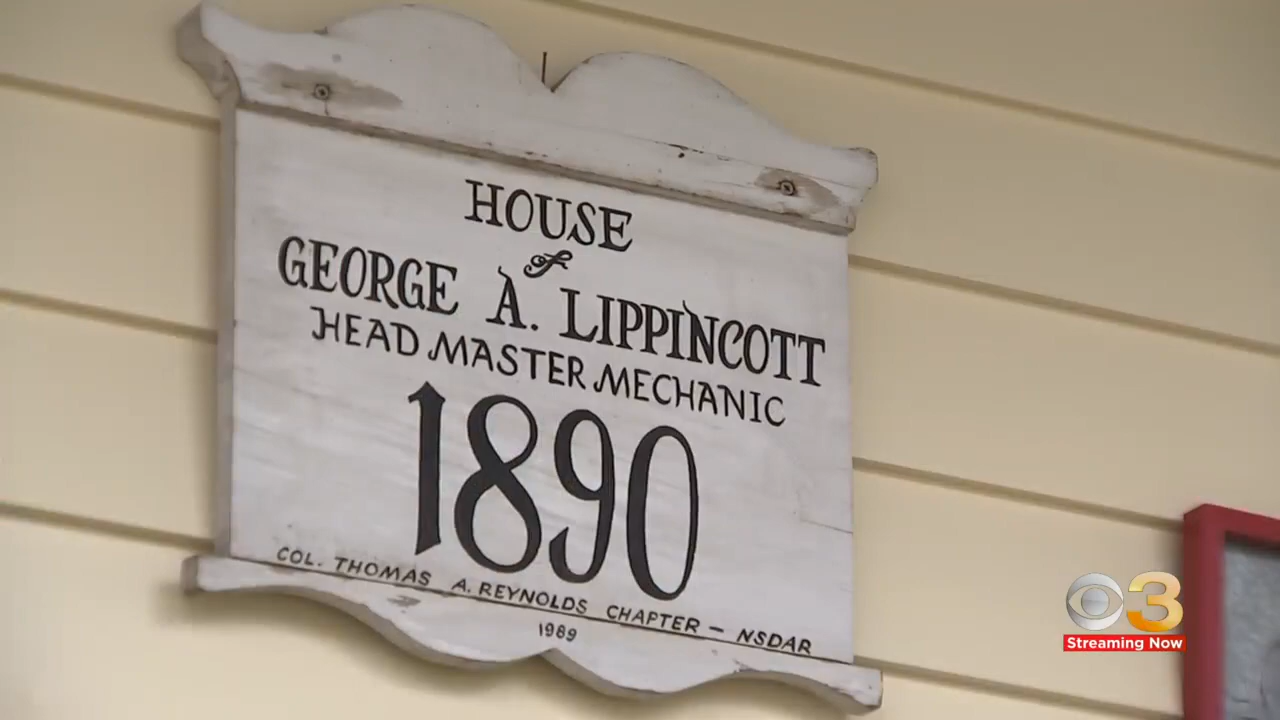 HOUSE
of
GEORGE A. LIPPINCOTT
HEAD MASTER MECHANIC
1890
COL. THOMAS A. REYNOLDS CHAPTER – NSDAR
1989
3
Streaming Now